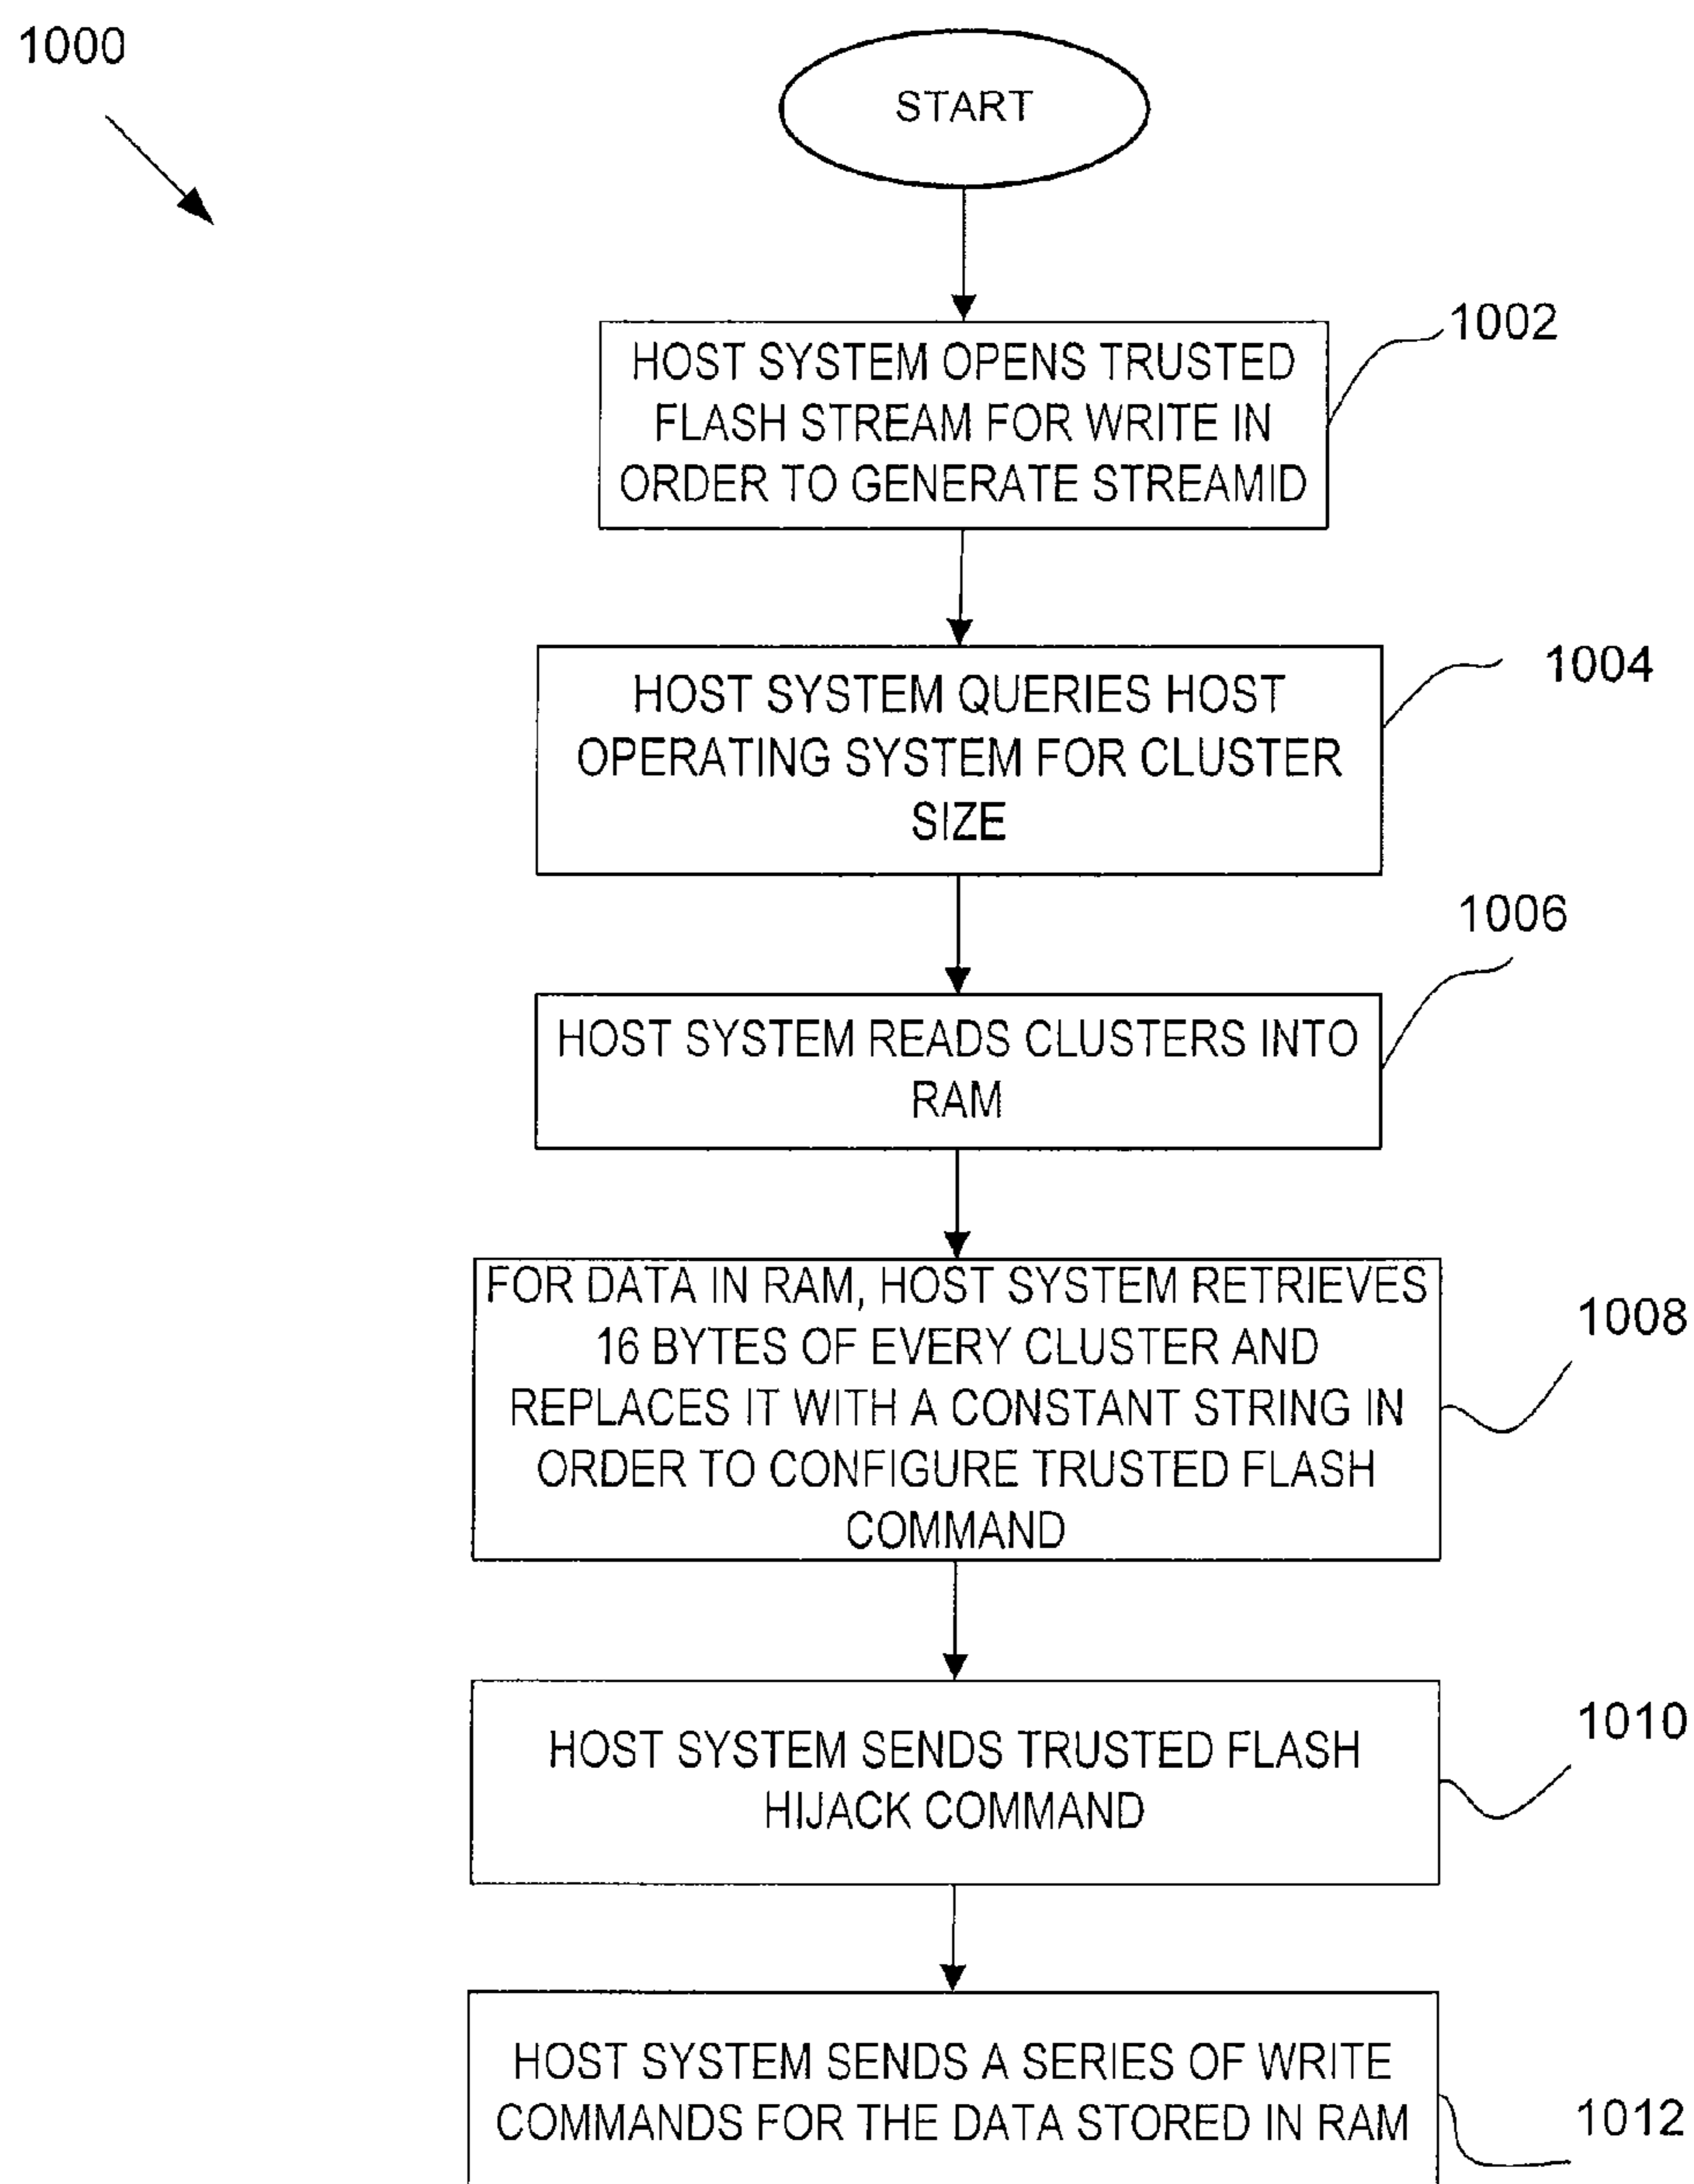 1000
START
1002
HOST SYSTEM OPENS TRUSTED
FLASH STREAM FOR WRITE IN
ORDER TO GENERATE STREAMID
1004
HOST SYSTEM QUERIES HOST
OPERATING SYSTEM FOR CLUSTER
SIZE
1006
HOST SYSTEM READS CLUSTERS INTO
RAM
1008
FOR DATA IN RAM, HOST SYSTEM RETRIEVES
16 BYTES OF EVERY CLUSTER AND
REPLACES IT WITH A CONSTANT STRING IN
ORDER TO CONFIGURE TRUSTED FLASH
COMMAND
1010
HOST SYSTEM SENDS TRUSTED FLASH
HIJACK COMMAND
1012
HOST SYSTEM SENDS A SERIES OF WRITE
COMMANDS FOR THE DATA STORED IN RAM